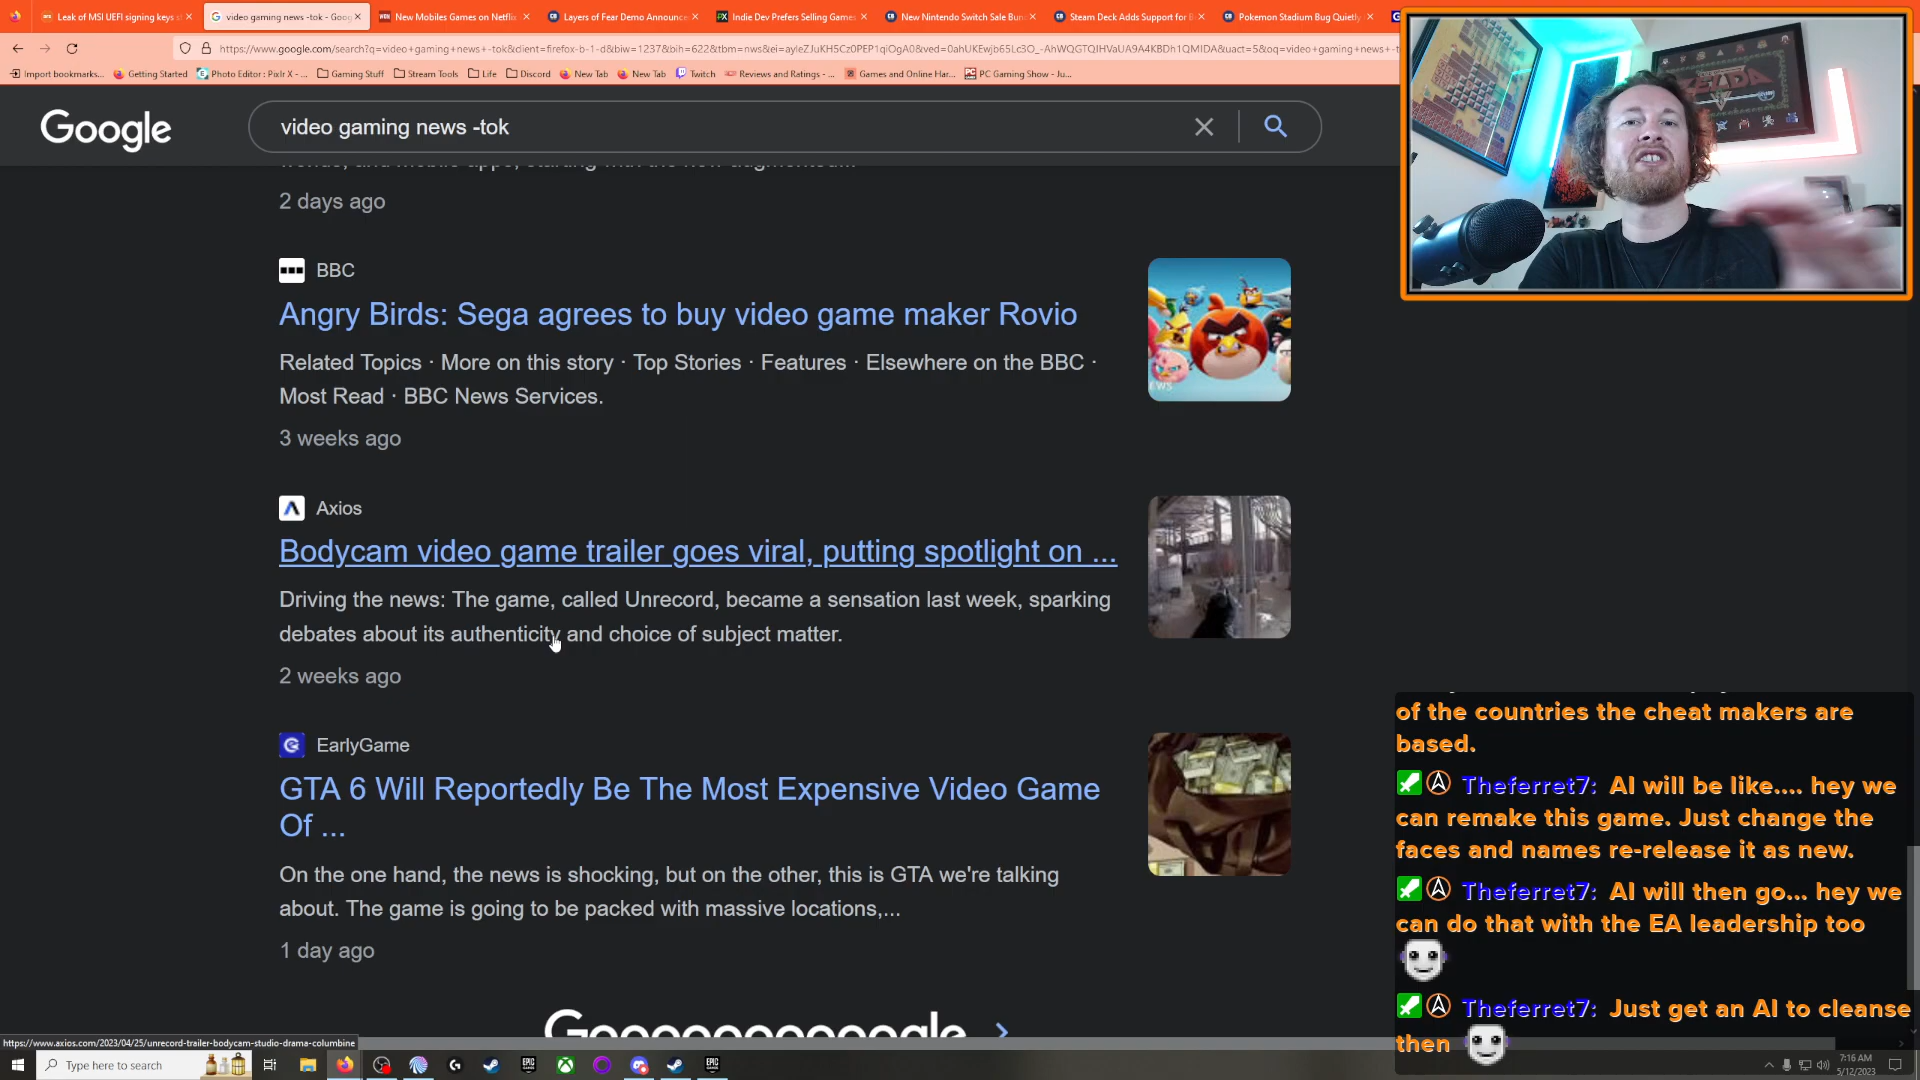 Leak of MSI UEFI signing keys s
video gaming news -tok - Goog
New Mobiles Games on Netflix
Layers of Fear Demo Announce
Indie Dev Prefers Selling Games
New Nintendo Switch Sale Bun
Steam Deck Adds Support for
Pokemon Stadium Bug Quietly
Import bookmarks...
Getting Started
Photo Editor : Pixlr X - ...
Gaming Stuff
Stream Tools
Life
Discord
New Tab
New Tab
Twitch
Reviews and Ratings - ...
Games and Online Har...
PC Gaming Show - Ju...
Google
video gaming news -tok
2 days ago
BBC
Angry Birds: Sega agrees to buy video game maker Rovio
Related Topics · More on this story · Top Stories · Features · Elsewhere on the BBC ·
Most Read · BBC News Services.
3 weeks ago
Axios
Bodycam video game trailer goes viral, putting spotlight on ...
Driving the news: The game, called Unrecord, became a sensation last week, sparking
debates about its authenticity and choice of subject matter.
2 weeks ago
EarlyGame
GTA 6 Will Reportedly Be The Most Expensive Video Game
Of ...
On the one hand, the news is shocking, but on the other, this is GTA we're talking
about. The game is going to be packed with massive locations,...
1 day ago
Goooooooooogle
of the countries the cheat makers are
based.
Theferret7: AI will be like.... hey we
can remake this game. Just change the
faces and names re-release it as new.
Theferret7: AI will then go... hey we
can do that with the EA leadership too
Theferret7: Just get an AI to cleanse
then
https://www.axios.com/2023/04/25/unrecord-trailer-bodycam-studio-drama-columbine
Type here to search
7:16 AM
5/12/2023